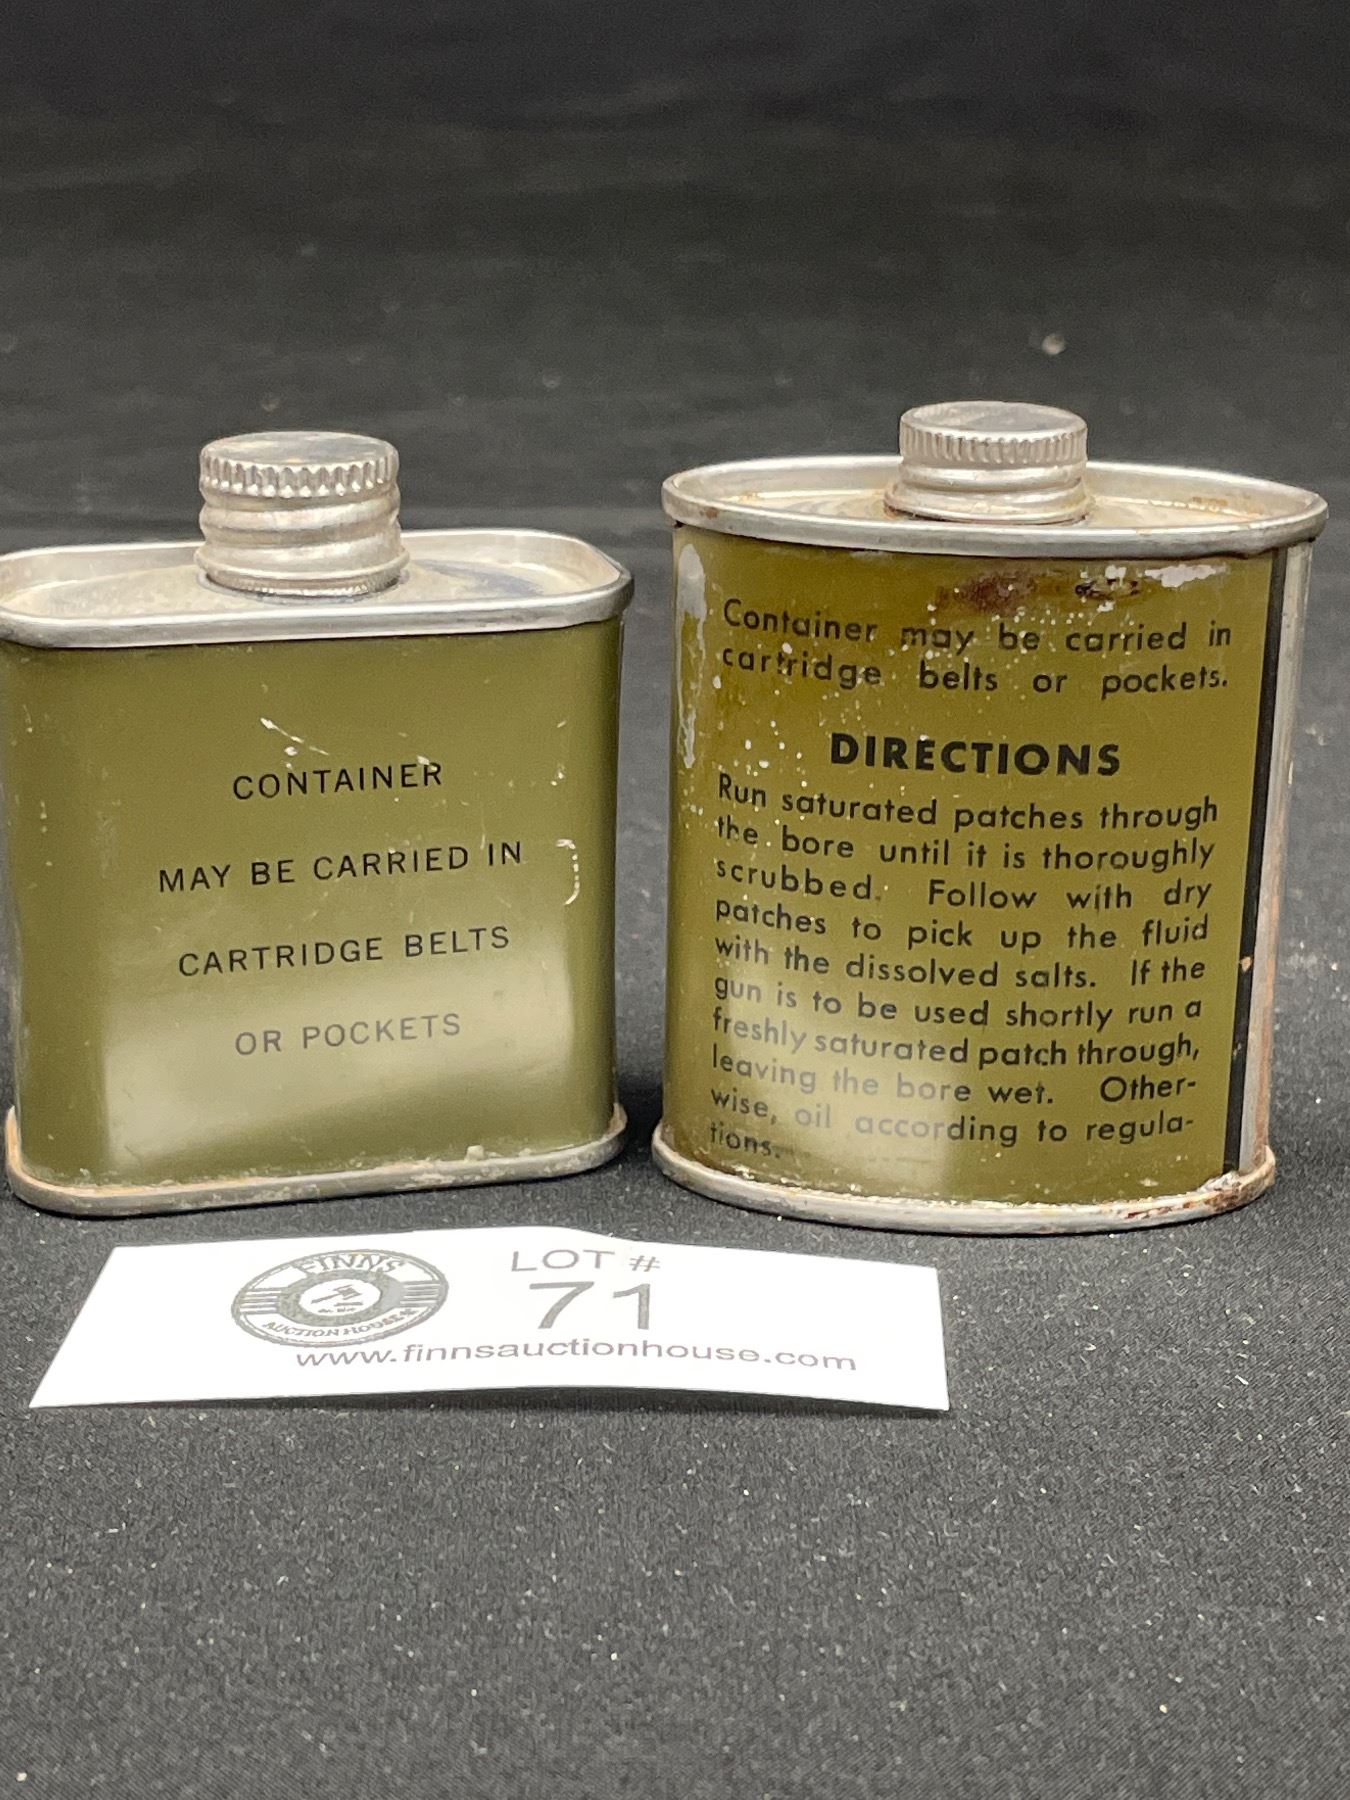 CONTAINER
MAY BE CARRIED IN
CARTRIDGE BELTS
OR POCKETS
Container may be carried in
cartridge belts or pockets.
DIRECTIONS
Run saturated patches through
the bore until it is thoroughly
scrubbed. Follow with dry
patches to pick up the fluid
with the dissolved salts. If the
gun is to be used shortly run a
freshly saturated patch through,
leaving the bore wet. Other-
wise, oil according to regula-
tions.
FINNS
AUCTION HOUSE
LOT #
71
www.finnsauctionhouse.com